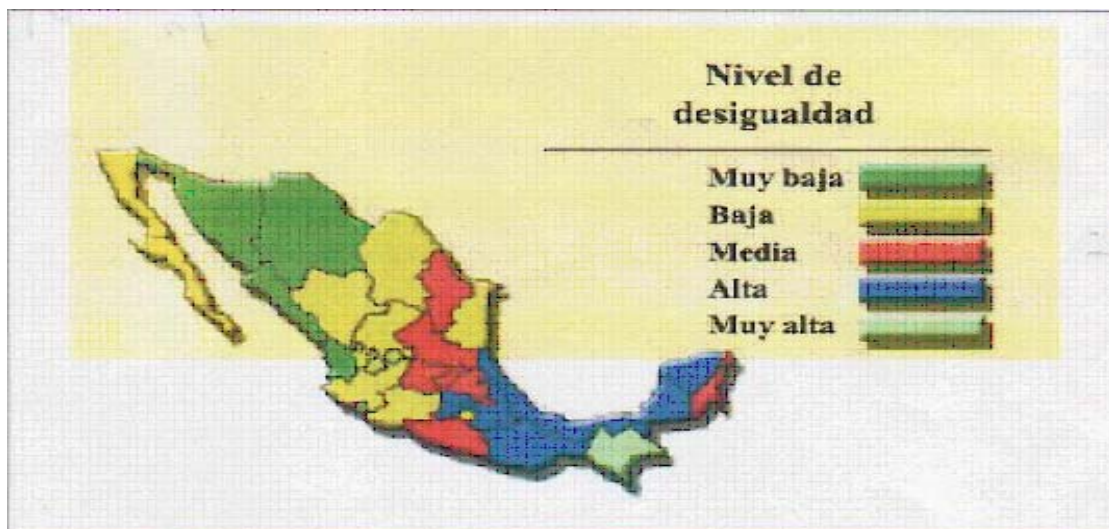 Nivel de
desigualdad
Muy baja
Baja
Media
Alta
Muy alta